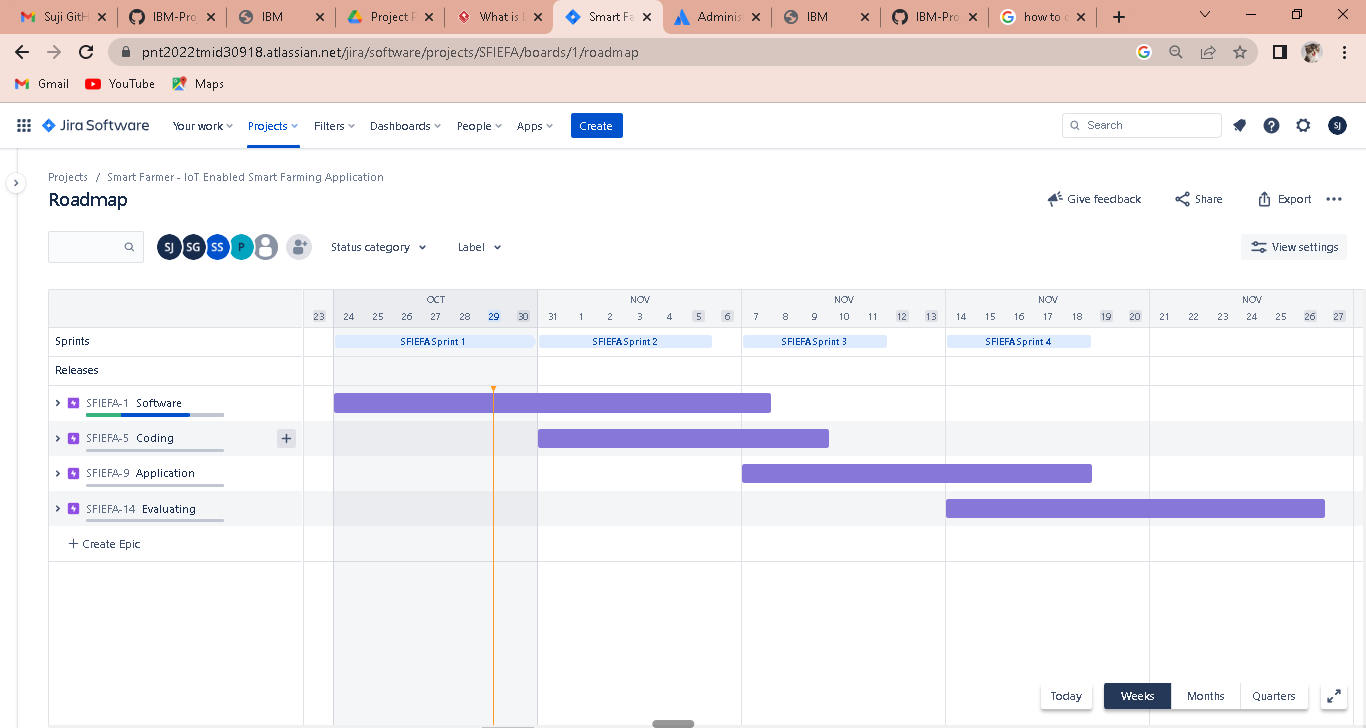 Suji GitH
IBM-Pro
IBM
Project
What is
Smart Fa
Adminis
IBM
IBM-Pro
how to
pnt2022tmid30918.atlassian.net/jira/software/projects/SFIEFA/boards/1/roadmap
Gmail YouTube Maps
Jira Software Your work Projects Filters Dashboards People Apps Create Search SJ
Projects / Smart Farmer - IoT Enabled Smart Farming Application
Roadmap Give feedback Share Export
SJ SG SS P Status category Label View settings
OCT NOV NOV NOV NOV
23 24 25 26 27 28 29 30 31 1 2 3 4 5 6 7 8 9 10 11 12 13 14 15 16 17 18 19 20 21 22 23 24 25 26 27
Sprints SFIEFA Sprint 1 SFIEFA Sprint 2 SFIEFA Sprint 3 SFIEFA Sprint 4
Releases
SFIEFA-1 Software
SFIEFA-5 Coding
SFIEFA-9 Application
SFIEFA-14 Evaluating
Create Epic
Today Weeks Months Quarters